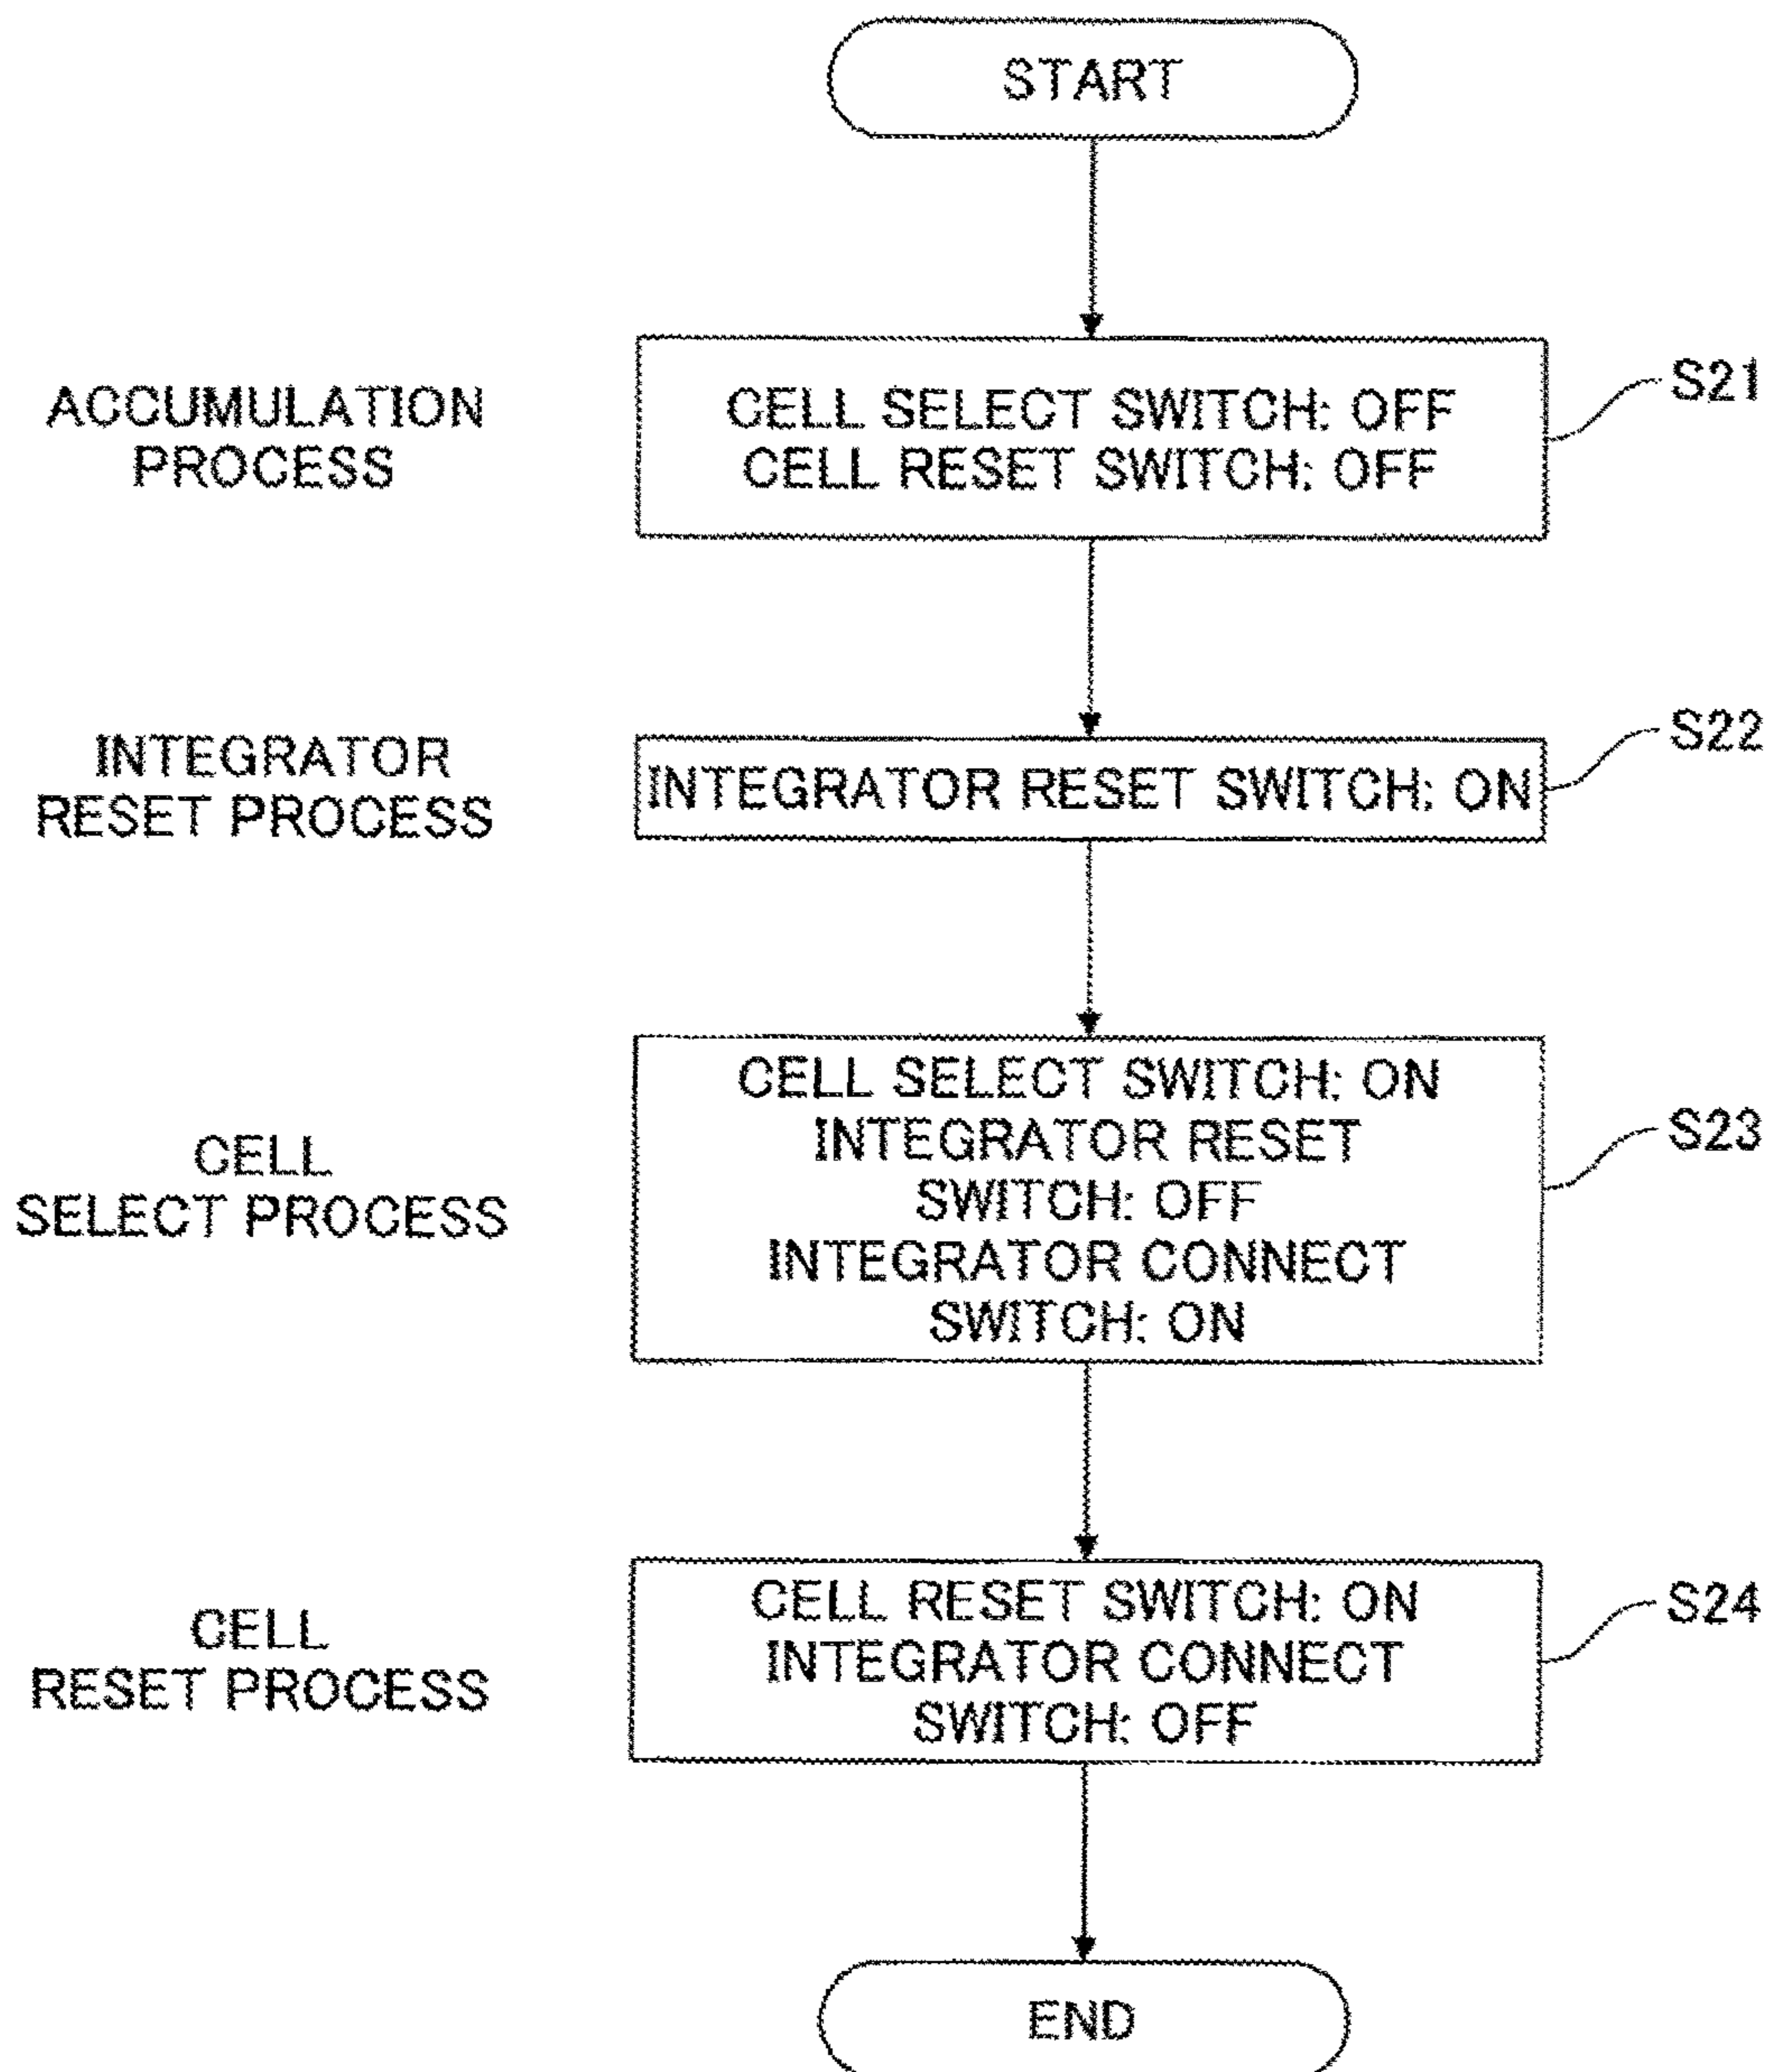 START
ACCUMULATION
PROCESS
CELL SELECT SWITCH: OFF
CELL RESET SWITCH: OFF
S21
INTEGRATOR
RESET PROCESS
INTEGRATOR RESET SWITCH: ON
S22
CELL
SELECT PROCESS
CELL SELECT SWITCH: ON
INTEGRATOR RESET
SWITCH: OFF
INTEGRATOR CONNECT
SWITCH: ON
S23
CELL
RESET PROCESS
CELL RESET SWITCH: ON
INTEGRATOR CONNECT
SWITCH: OFF
S24
END